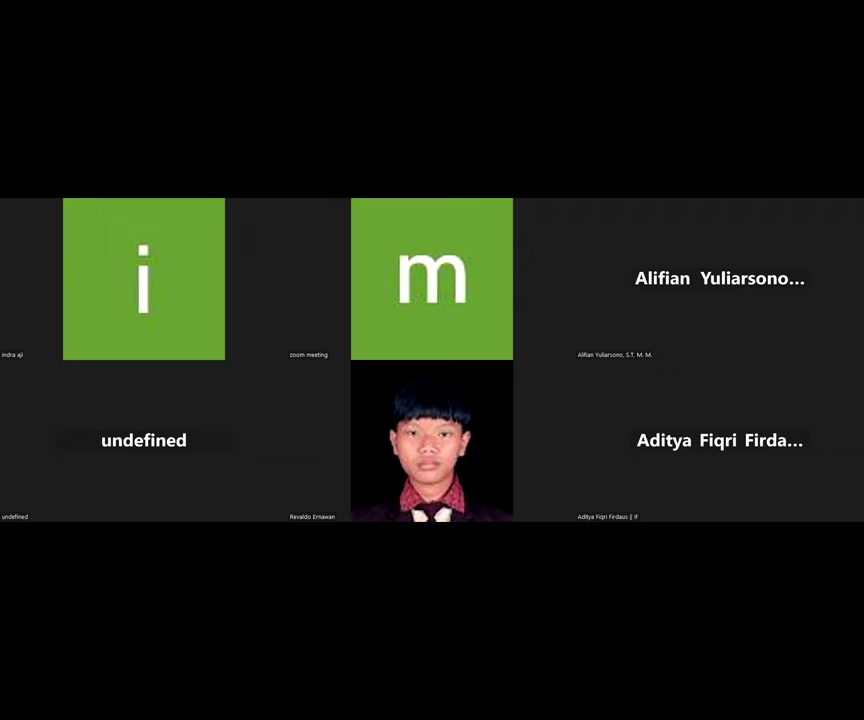 i
m
Alifian Yuliarsono...
indra aji
zoom meeting
Alifian Yuliarsono, S.T, M. M.
undefined
Aditya Fiqri Firda...
undefined
Revaldo Ernawan
Aditya Fiqri Firdaus || IF